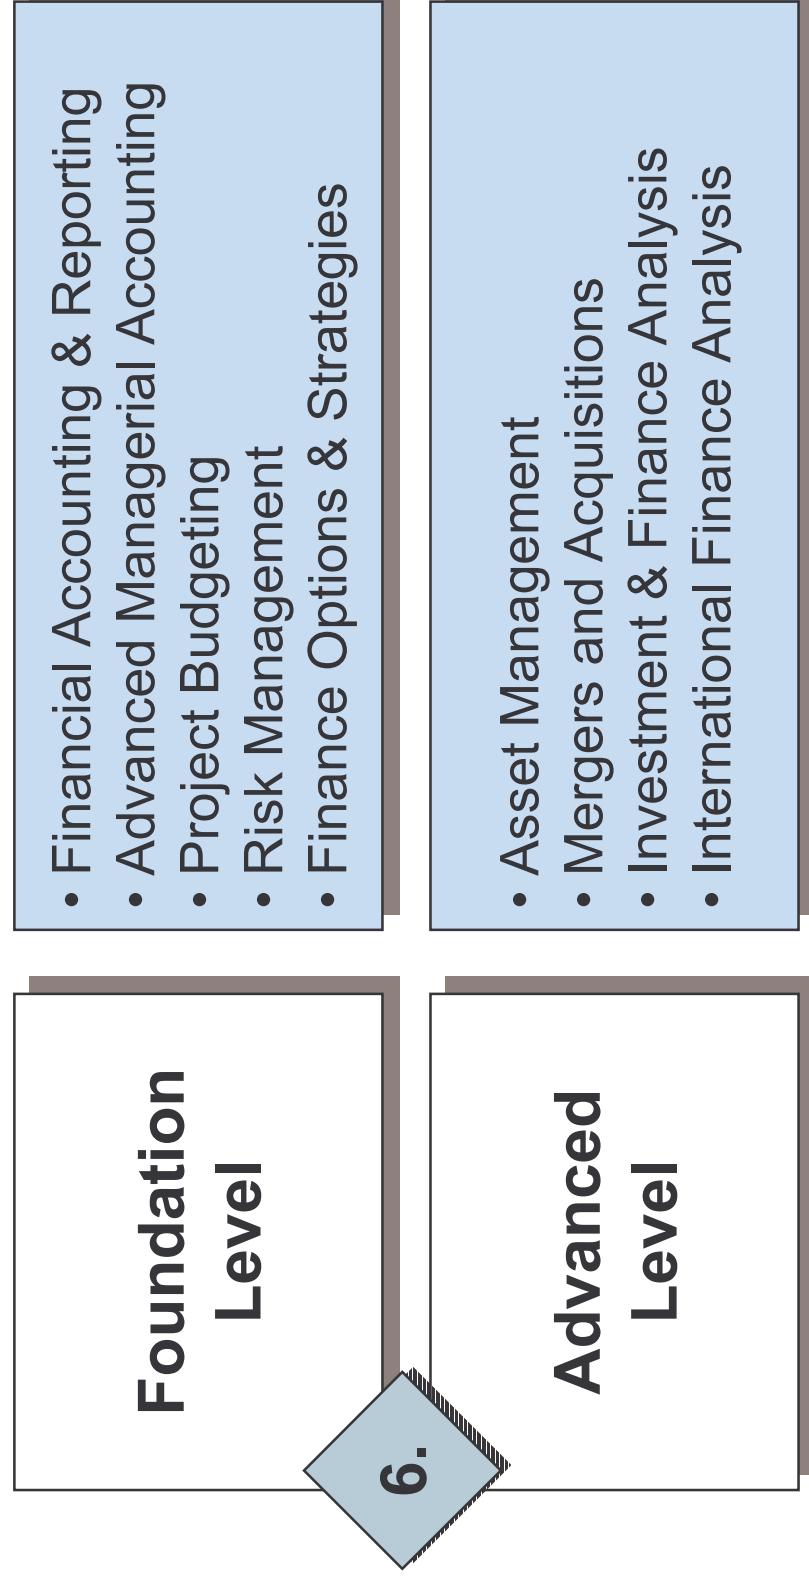 Foundation
Level
• Financial Accounting & Reporting
• Advanced Managerial Accounting
• Project Budgeting
• Risk Management
• Finance Options & Strategies
6.
Advanced
Level
• Asset Management
• Mergers and Acquisitions
• Investment & Finance Analysis
• International Finance Analysis